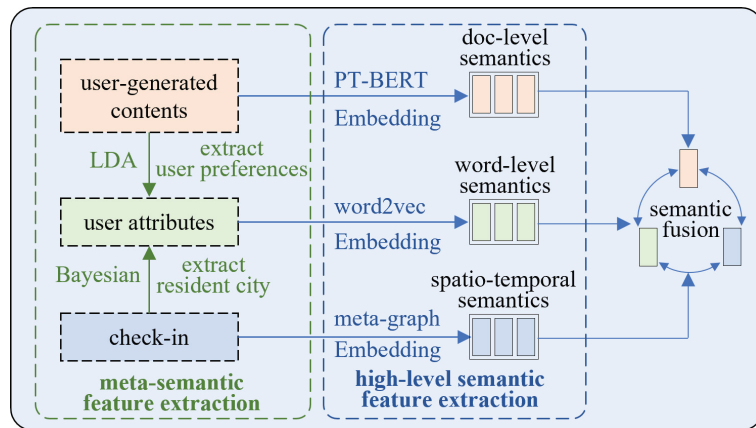 user-generated
contents
LDA
extract
user preferences
user attributes
Bayesian
extract
resident city
check-in
meta-semantic
feature extraction
PT-BERT
Embedding
word2vec
Embedding
meta-graph
Embedding
doc-level
semantics
word-level
semantics
spatio-temporal
semantics
high-level semantic
feature extraction
semantic
fusion